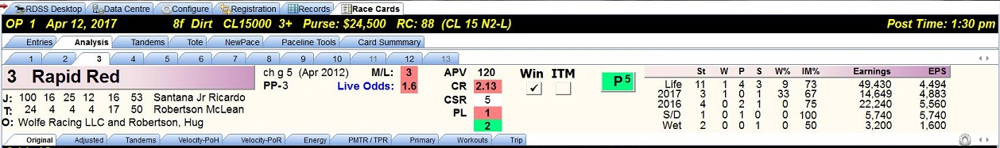 RDSS Desktop Data Centre Configure Registration Records Race Cards
OP 1 Apr 12, 2017 8f Dirt CL15000 3+ Purse: $24,500 RC: 88 (CL 15 N2-L) Post Time: 1:30 pm
Entries Analysis Tandems Tote NewPace Paceline Tools Card Summmary
1 2 3 4 5 6 7 8 9 10 11 12 13
3 Rapid Red
ch g 5 (Apr 2012) M/L: 3
PP-3 Live Odds: 1.6
APV 120
CR 2.13
CSR 5
PL 1
2
Win ITM
P5
St W P S W% IM% Earnings EPS
Life 11 1 4 3 9 73 49,430 4,494
2017 3 1 0 1 33 67 14,649 4,883
2016 4 0 2 1 0 75 22,240 5,560
S/D 1 0 1 0 0 100 5,740 5,740
Wet 2 0 0 1 0 50 3,200 1,600
J: 100 16 25 12 16 53 Santana Jr Ricardo
T: 24 4 4 4 17 50 Robertson McLean
O: Wolfe Racing LLC and Robertson, Hug
Original Adjusted Tandems Velocity-PoH Velocity-PoR Energy PMTR / TPR Primary Workouts Trip